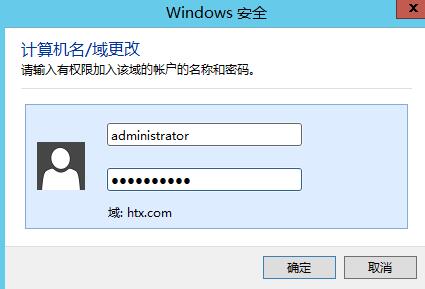 Windows 安全
计算机名/域更改
请输入有权限加入该域的帐户的名称和密码。
administrator
●●●●●●●●●●
域: htx.com
确定
取消